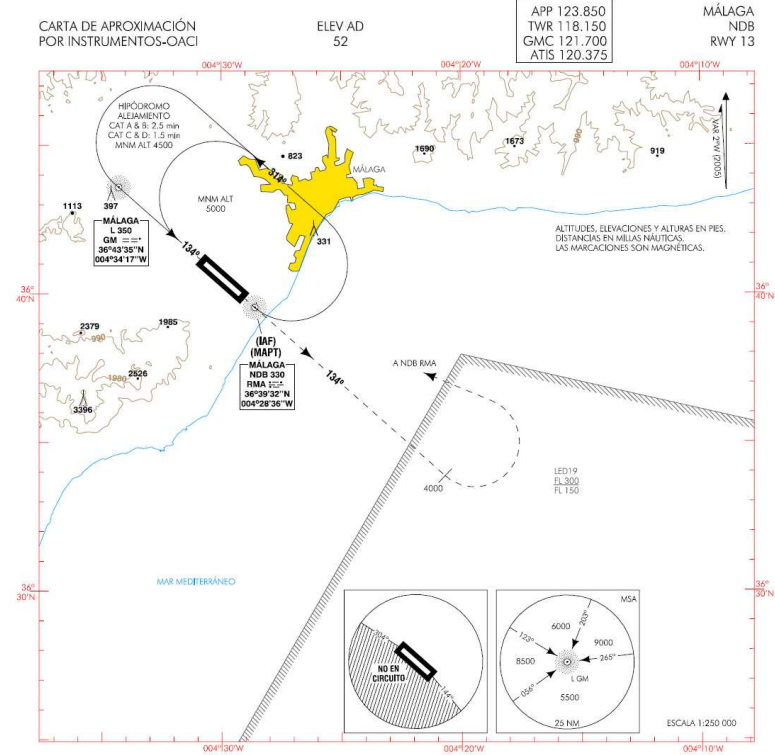 CARTA DE APROXIMACIÓN
POR INSTRUMENTOS-OACI
ELEV AD
52
APP 123.850
TWR 118.150
GMC 121.700
ATIS 120.375
MÁLAGA
NDB
RWY 13
004°30'W
004°20'W
004°10'W
HIPÓDROMO
ALEJAMIENTO
CAT A & B: 2.5 min
CAT C & D: 1.5 min
MNM ALT 4500
823
1690
1673
990
919
VAR 2°W (2005)
314°
MÁLAGA
MNM ALT
5000
397
1113
MÁLAGA
L 350
GM
36°43'35"N
004°34'17"W
331
ALTITUDES, ELEVACIONES Y ALTURAS EN PIES.
DISTANCIAS EN MILLAS NÁUTICAS.
LAS MARCACIONES SON MAGNÉTICAS.
134°
36°
40'N
36°
40'N
2379
990
1985
2526
1980
3396
(IAF)
(MAPT)
MÁLAGA
NDB 330
RMA
36°39'32"N
004°28'36"W
134°
A NDB RMA
4000
LED19
FL 300
FL 150
MAR MEDITERRÁNEO
36°
30'N
36°
30'N
304°
NO EN
CIRCUITO
144°
MSA
6000
203°
123°
9000
8500
265°
L GM
056°
5500
25 NM
ESCALA 1:250 000
004°30'W
004°20'W
004°10'W